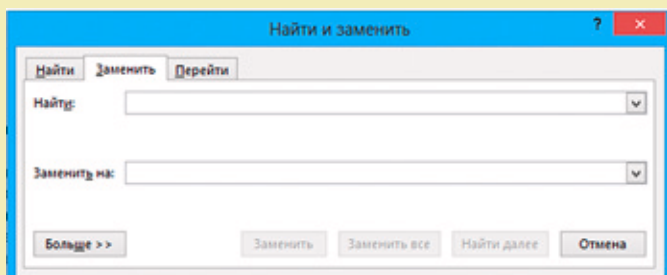 Найти и заменить ? ×
Найти Заменить Перейти
Найти:
Заменить на:
Больше >> Заменить Заменить все Найти далее Отмена